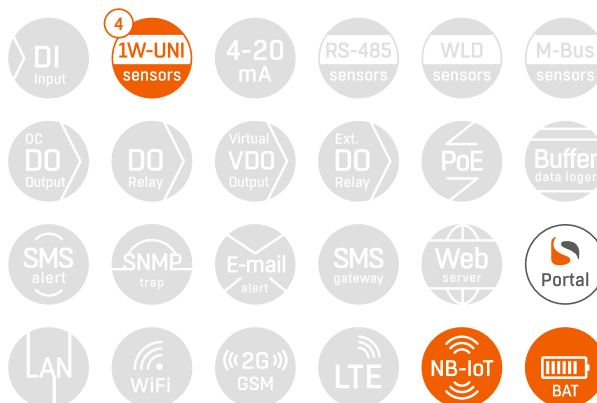 4
DI
Input
1W-UNI
sensors
4-20
mA
RS-485
sensors
WLD
sensors
M-Bus
sensors
DC
DO
Output
DO
Relay
Virtual
VDO
Output
Ext.
DO
Relay
PoE
Buffer
data loger
SMS
alert
SNMP
trap
E-mail
alert
SMS
gateway
Web
server
Portal
LAN
WiFi
2G
GSM
LTE
NB-IoT
BAT